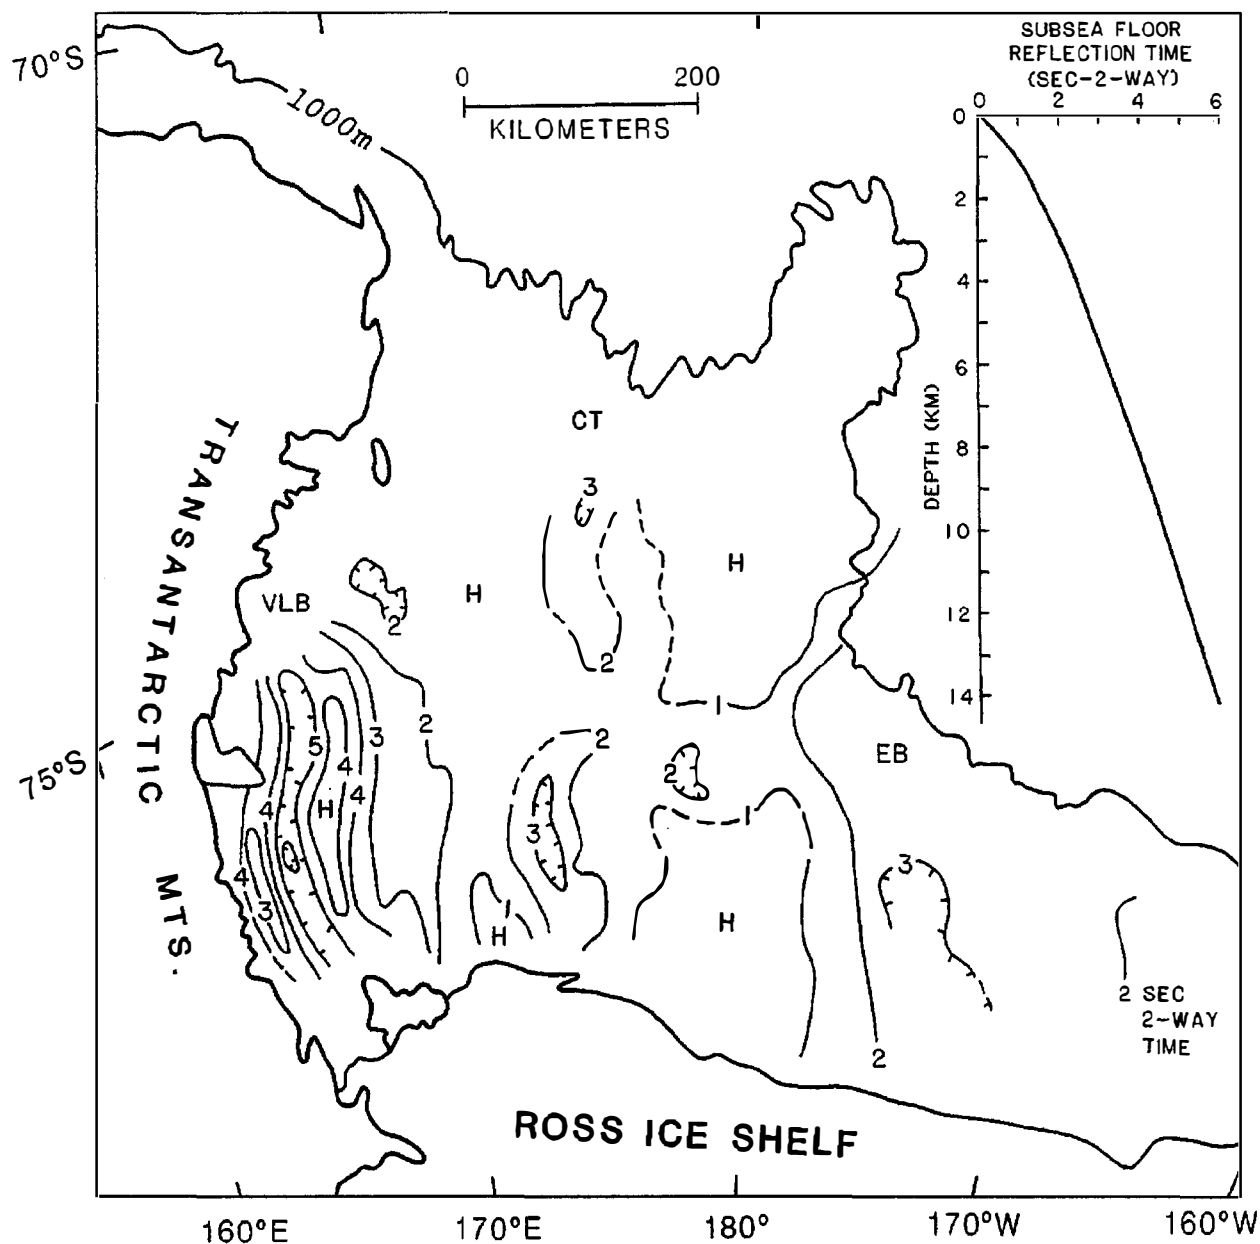 70°S
1000m
0 200
KILOMETERS
SUBSEA FLOOR
REFLECTION TIME
(SEC-2-WAY)
0 2 4 6
0
2
4
6
8
10
12
14
DEPTH (KM)
CT
3
H
H
VLB
2
2
1
TRANSANTARCTIC
MTS.
75°S
5
3
2
4
4
H
4
4
3
2
3
2
1
EB
3
1
H
H
2
2 SEC
2-WAY
TIME
ROSS ICE SHELF
160°E
170°E
180°
170°W
160°W